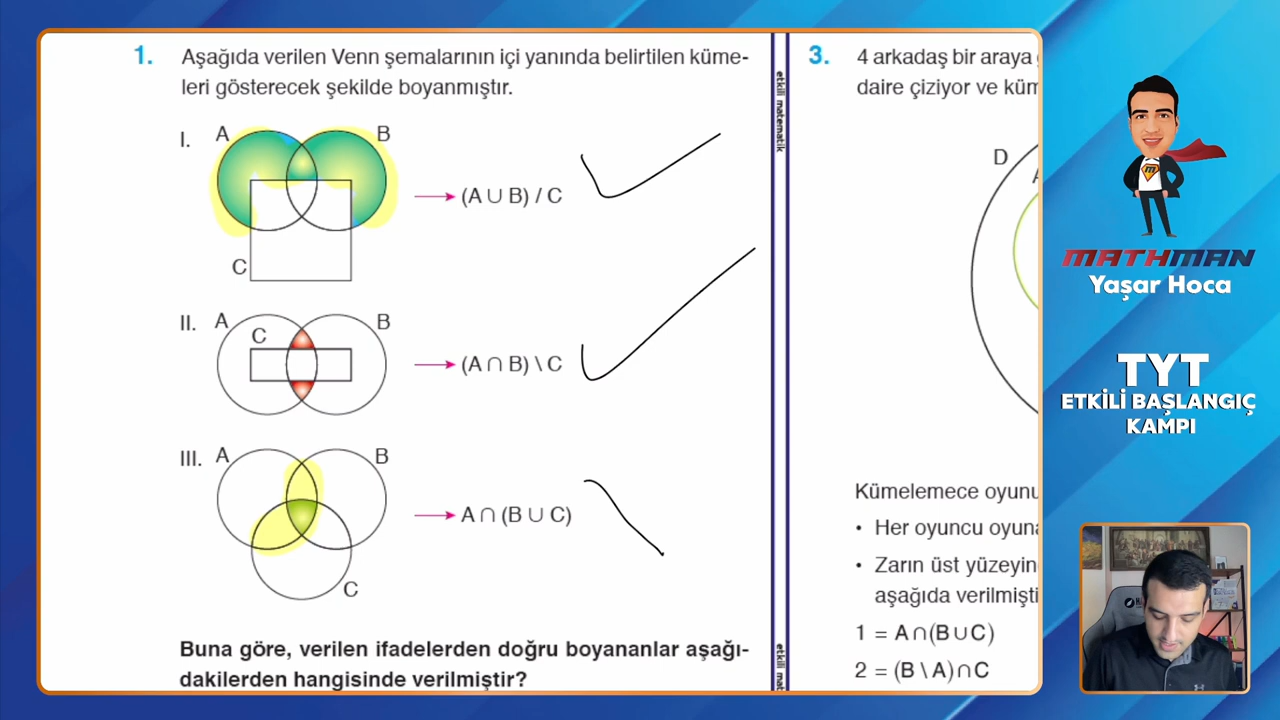 1. Aşağıda verilen Venn şemalarının içi yanında belirtilen küme-
leri gösterecek şekilde boyanmıştır.
I. A B
C
(A ∪ B) / C
II. A C B
(A ∩ B) \ C
III. A B
C
A ∩ (B ∪ C)
Buna göre, verilen ifadelerden doğru boyananlar aşağı-
dakilerden hangisinde verilmiştir?
etkili matematik
etkili mat
3. 4 arkadaş bir araya
daire çiziyor ve küm
D
A
Kümelemece oyunu
• Her oyuncu oyuna
• Zarın üst yüzeyin
aşağıda verilmişti
1 = A∩(B∪C)
2 = (B \ A)∩C
m
MATHMAN
Yaşar Hoca
TYT
ETKİLİ BAŞLANGIÇ
KAMPI